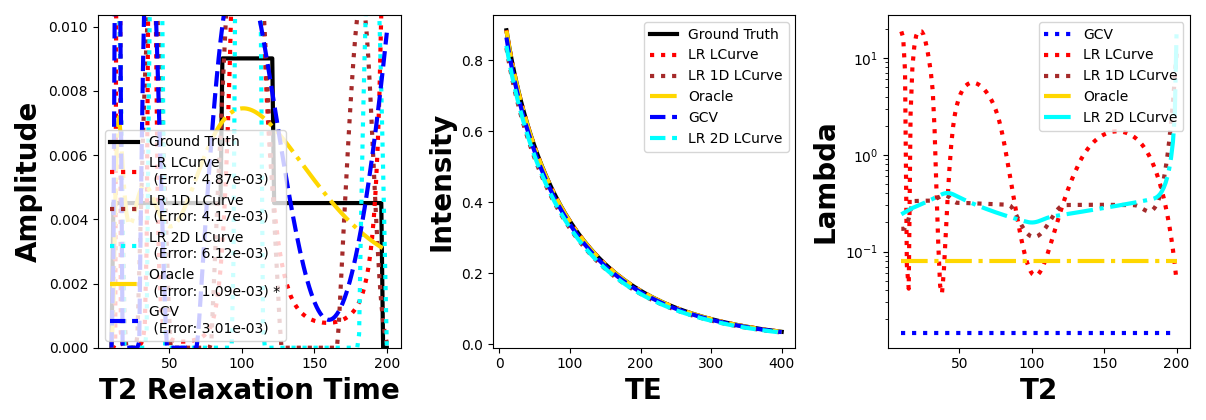 Amplitude
0.010
0.008
0.006
0.004
0.002
0.000
Ground Truth
LR LCurve
(Error: 4.87e-03)
LR 1D LCurve
(Error: 4.17e-03)
LR 2D LCurve
(Error: 6.12e-03)
Oracle
(Error: 1.09e-03) *
GCV
(Error: 3.01e-03)
50 100 150 200
T2 Relaxation Time
Intensity
0.8
0.6
0.4
0.2
0.0
Ground Truth
LR LCurve
LR 1D LCurve
Oracle
GCV
LR 2D LCurve
0 100 200 300 400
TE
Lambda
10¹
10⁰
10⁻¹
GCV
LR LCurve
LR 1D LCurve
Oracle
LR 2D LCurve
50 100 150 200
T2